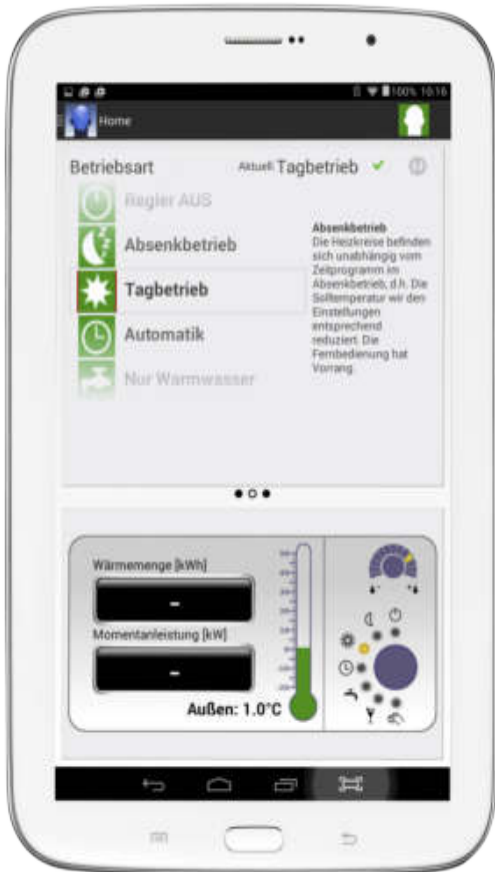 100% 10:16
Home
Betriebsart
Aktuell Tagbetrieb
Regler AUS
Absenkbetrieb
Tagbetrieb
Automatik
Nur Warmwasser
Absenkbetrieb
Die Heizkreise befinden
sich unabhängig vom
Zeitprogramm im
Absenkbetrieb, d.h. Die
Solltemperatur wir den
Einstellungen
entsprechend
reduziert. Die
Fernbedienung hat
Vorrang.
Wärmemenge [kWh]
-
Momentanleistung [kW]
-
Außen: 1.0°C